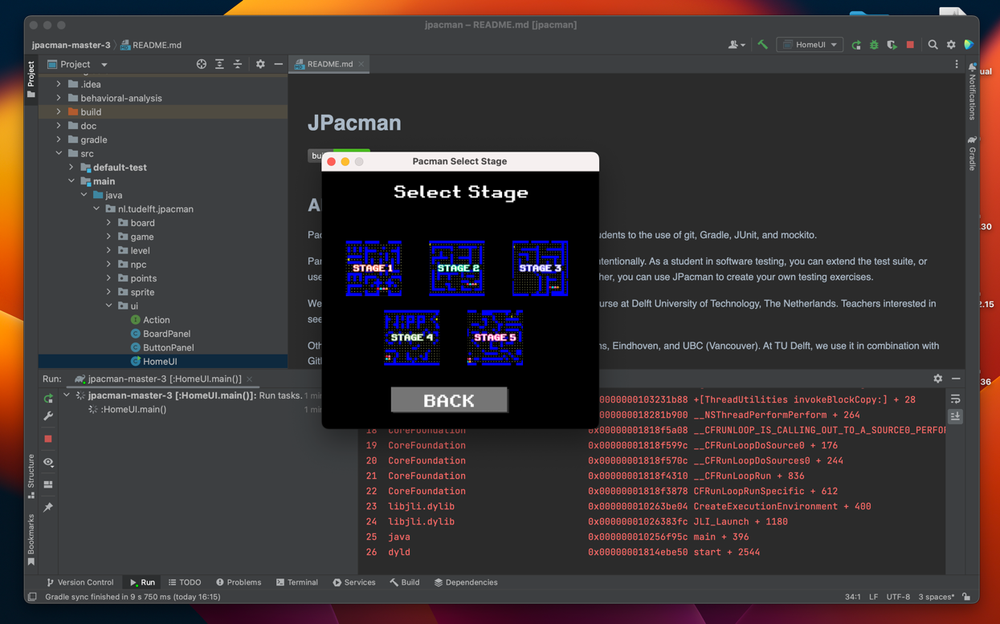 jpacman – README.md [jpacman]
jpacman-master-3 README.md
HomeUI
Project
Project
README.md
.idea
behavioral-analysis
build
doc
gradle
src
default-test
main
java
nl.tudelft.jpacman
board
game
level
npc
points
sprite
ui
Action
BoardPanel
ButtonPanel
HomeUI
JPacman
bui
A
Pac udents to the use of git, Gradle, JUnit, and mockito.
Par ntentionally. As a student in software testing, you can extend the test suite, or
use her, you can use JPacman to create your own testing exercises.
We urse at Delft University of Technology, The Netherlands. Teachers interested in
see
Oth ns, Eindhoven, and UBC (Vancouver). At TU Delft, we use it in combination with
Gitl
Pacman Select Stage
Select Stage
STAGE 1
STAGE 2
STAGE 3
STAGE 4
STAGE 5
BACK
Notifications
Gradle
ual
.30
2.15
36
Run: jpacman-master-3 [:HomeUI.main()]
jpacman-master-3 [:HomeUI.main()]: Run tasks. 1 min
:HomeUI.main() 1 min
0x0000000103231b88 +[ThreadUtilities invokeBlockCopy:] + 28
0x000000018281b900 __NSThreadPerformPerform + 264
18 CoreFoundation 0x00000001818f5a08 __CFRUNLOOP_IS_CALLING_OUT_TO_A_SOURCE0_PERFOR
19 CoreFoundation 0x00000001818f599c __CFRunLoopDoSource0 + 176
20 CoreFoundation 0x00000001818f570c __CFRunLoopDoSources0 + 244
21 CoreFoundation 0x00000001818f4310 __CFRunLoopRun + 836
22 CoreFoundation 0x00000001818f3878 CFRunLoopRunSpecific + 612
23 libjli.dylib 0x000000010263be04 CreateExecutionEnvironment + 400
24 libjli.dylib 0x00000001026383fc JLI_Launch + 1180
25 java 0x000000010256f95c main + 396
26 dyld 0x00000001814ebe50 start + 2544
Structure
Bookmarks
Version Control Run TODO Problems Terminal Services Build Dependencies
Gradle sync finished in 9 s 750 ms (today 16:15) 34:1 LF UTF-8 3 spaces*